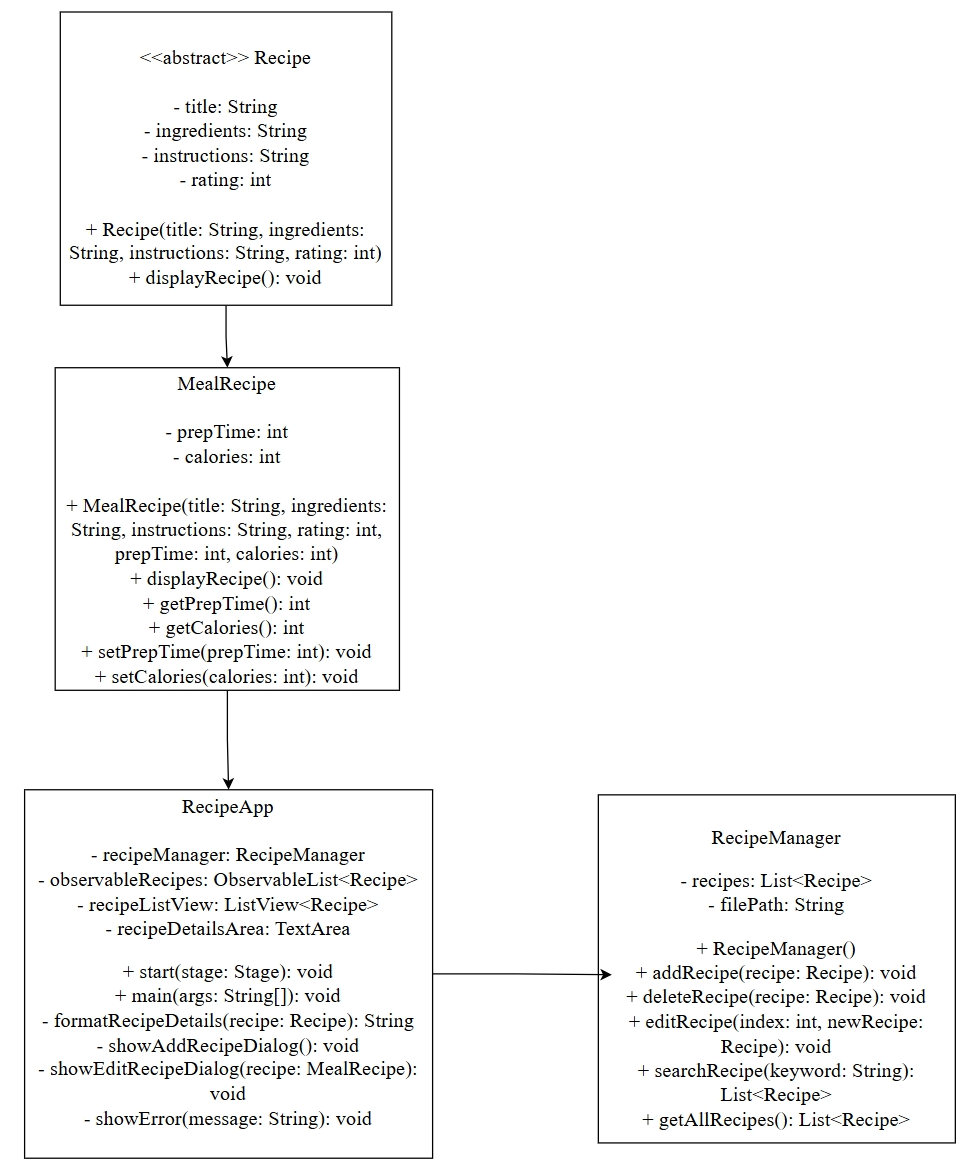 <<abstract>> Recipe
- title: String
- ingredients: String
- instructions: String
- rating: int
+ Recipe(title: String, ingredients:
String, instructions: String, rating: int)
+ displayRecipe(): void
MealRecipe
- prepTime: int
- calories: int
+ MealRecipe(title: String, ingredients:
String, instructions: String, rating: int,
prepTime: int, calories: int)
+ displayRecipe(): void
+ getPrepTime(): int
+ getCalories(): int
+ setPrepTime(prepTime: int): void
+ setCalories(calories: int): void
RecipeApp
- recipeManager: RecipeManager
- observableRecipes: ObservableList<Recipe>
- recipeListView: ListView<Recipe>
- recipeDetailsArea: TextArea
+ start(stage: Stage): void
+ main(args: String[]): void
- formatRecipeDetails(recipe: Recipe): String
- showAddRecipeDialog(): void
- showEditRecipeDialog(recipe: MealRecipe):
void
- showError(message: String): void
RecipeManager
- recipes: List<Recipe>
- filePath: String
+ RecipeManager()
+ addRecipe(recipe: Recipe): void
+ deleteRecipe(recipe: Recipe): void
+ editRecipe(index: int, newRecipe:
Recipe): void
+ searchRecipe(keyword: String):
List<Recipe>
+ getAllRecipes(): List<Recipe>